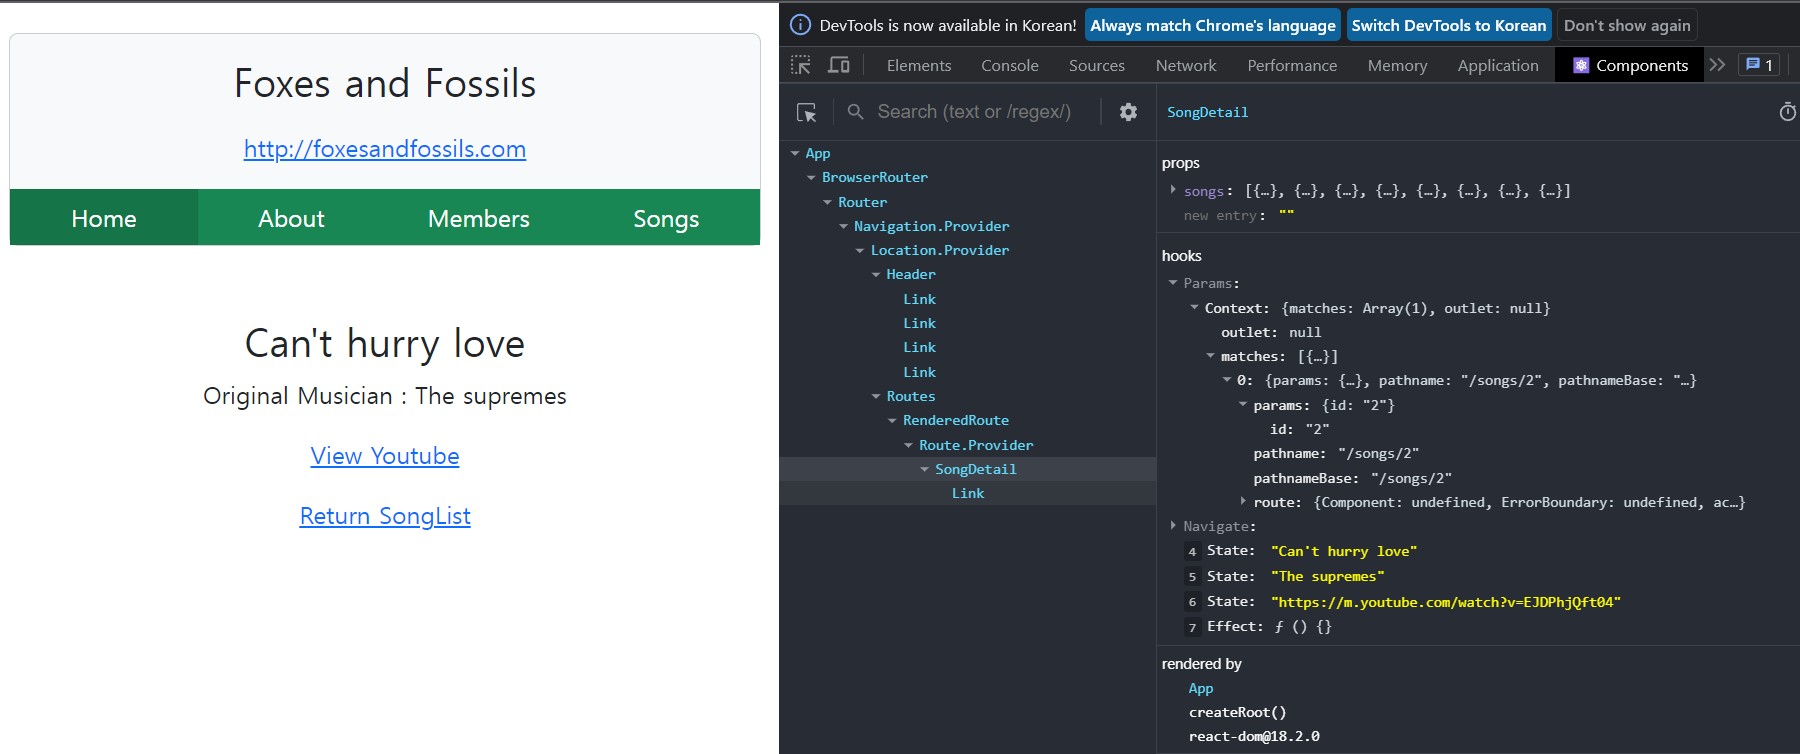 Foxes and Fossils
http://foxesandfossils.com
Home About Members Songs
Can't hurry love
Original Musician : The supremes
View Youtube
Return SongList
DevTools is now available in Korean! Always match Chrome's language Switch DevTools to Korean Don't show again
Elements Console Sources Network Performance Memory Application Components 1
Search (text or /regex/)
App
BrowserRouter
Router
Navigation.Provider
Location.Provider
Header
Link
Link
Link
Link
Routes
RenderedRoute
Route.Provider
SongDetail
Link
SongDetail
props
songs: [{…}, {…}, {…}, {…}, {…}, {…}, {…}, {…}]
new entry: ""
hooks
Params:
Context: {matches: Array(1), outlet: null}
outlet: null
matches: [{…}]
0: {params: {…}, pathname: "/songs/2", pathnameBase: "…}
params: {id: "2"}
id: "2"
pathname: "/songs/2"
pathnameBase: "/songs/2"
route: {Component: undefined, ErrorBoundary: undefined, ac…}
Navigate:
4 State: "Can't hurry love"
5 State: "The supremes"
6 State: "https://m.youtube.com/watch?v=EJDPhjQft04"
7 Effect: ƒ () {}
rendered by
App
createRoot()
react-dom@18.2.0